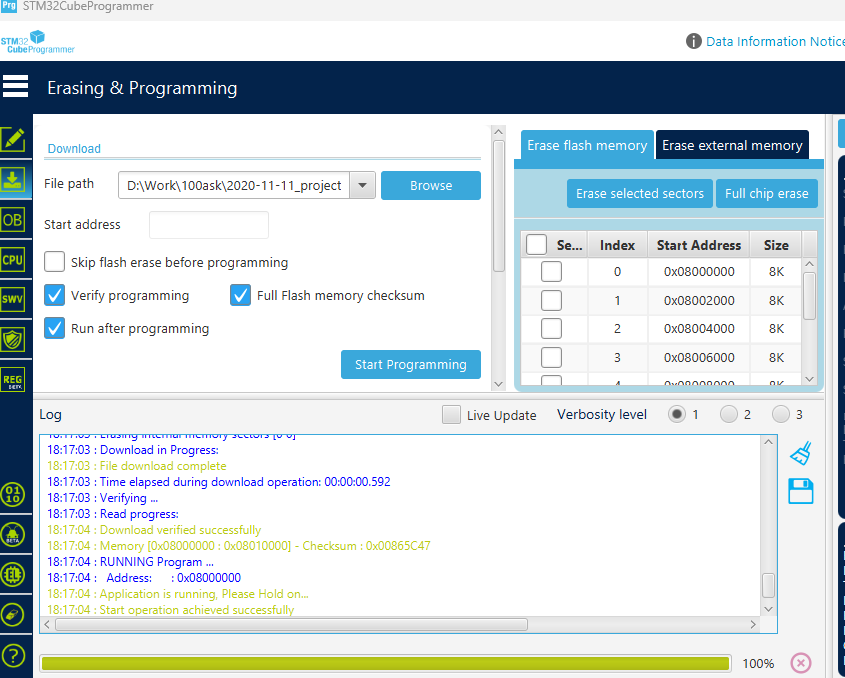 Prg STM32CubeProgrammer
STM32
CubeProgrammer
Data Information Notice
Erasing & Programming
Download
File path
D:\Work\100ask\2020-11-11_project
Browse
Start address
Skip flash erase before programming
Verify programming
Full Flash memory checksum
Run after programming
Start Programming
Erase flash memory
Erase external memory
Erase selected sectors
Full chip erase
Se... Index Start Address Size
0 0x08000000 8K
1 0x08002000 8K
2 0x08004000 8K
3 0x08006000 8K
4 0x08008000 8K
OB
CPU
SWV
REG
01
10
BETA
?
Log
Live Update
Verbosity level
1
2
3
18:17:03 : Erasing internal memory sectors [0 6]
18:17:03 : Download in Progress:
18:17:03 : File download complete
18:17:03 : Time elapsed during download operation: 00:00:00.592
18:17:03 : Verifying ...
18:17:03 : Read progress:
18:17:04 : Download verified successfully
18:17:04 : Memory [0x08000000 : 0x08010000] - Checksum : 0x00865C47
18:17:04 : RUNNING Program ...
18:17:04 : Address: : 0x08000000
18:17:04 : Application is running, Please Hold on...
18:17:04 : Start operation achieved successfully
100%